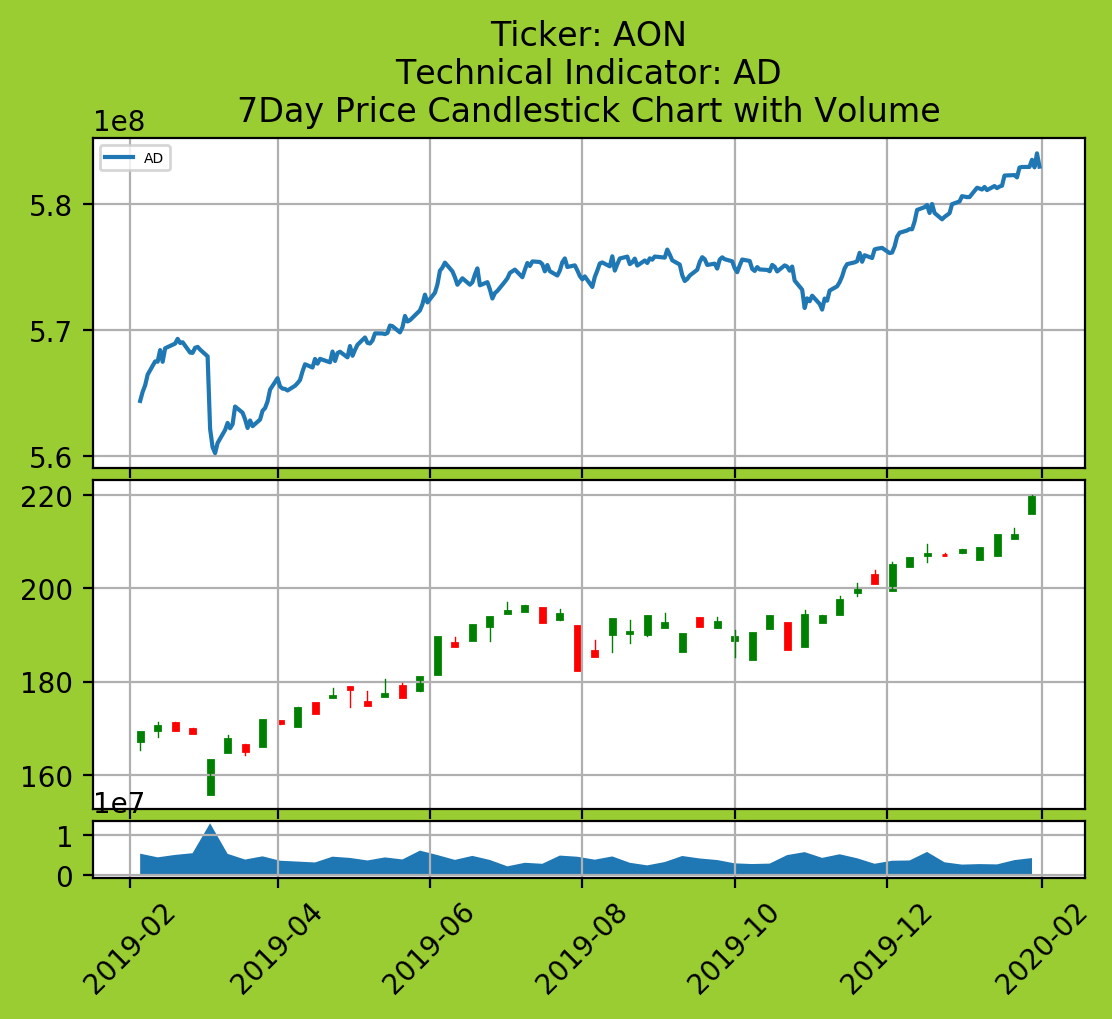 Ticker: AON
Technical Indicator: AD
7Day Price Candlestick Chart with Volume
1e8
AD
5.8
5.7
5.6
220
200
180
160
1e7
1
0
2019-02
2019-04
2019-06
2019-08
2019-10
2019-12
2020-02